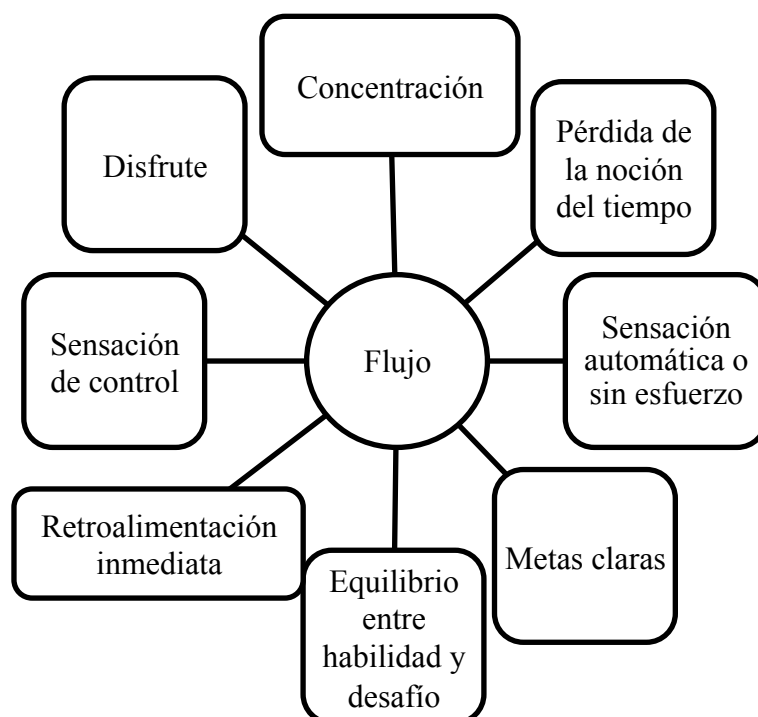 Concentración
Pérdida de
la noción
del tiempo
Disfrute
Sensación
automática o
sin esfuerzo
Sensación
de control
Flujo
Metas claras
Retroalimentación
inmediata
Equilibrio
entre
habilidad y
desafío